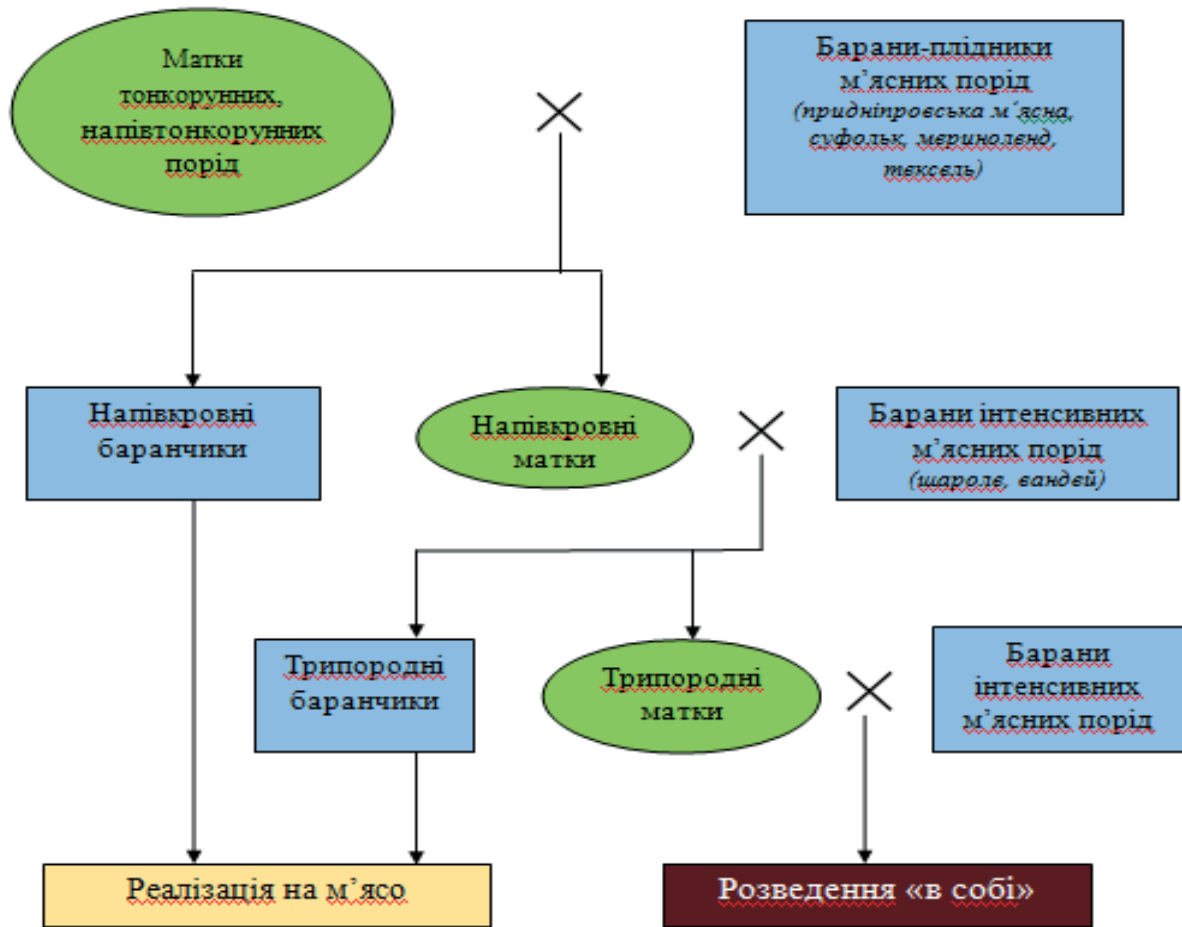 Матки
тонкорунних,
напівтонкорунних
порід
Барани-плідники
м’ясних порід
(придніпровська м´ясна,
суфольк, меринолєнд,
тексель)
Напівкровні
баранчики
Напівкровні
матки
Барани інтенсивних
м’ясних порід
(шароле, вандей)
Трипородні
баранчики
Трипородні
матки
Барани
інтенсивних
м’ясних порід
Реалізація на м’ясо
Розведення «в собі»